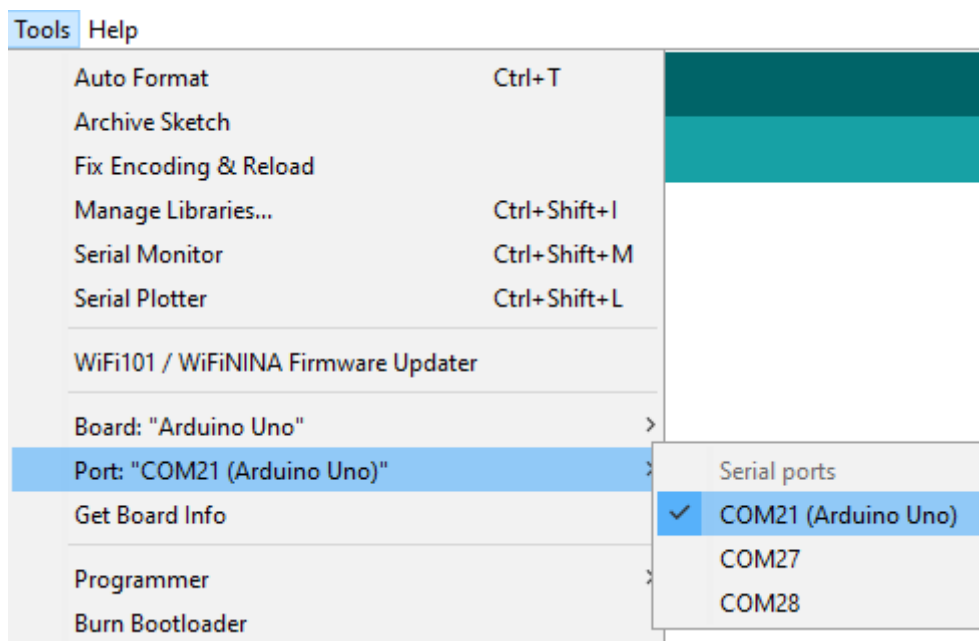 Tools Help
Auto Format Ctrl+T
Archive Sketch
Fix Encoding & Reload
Manage Libraries... Ctrl+Shift+I
Serial Monitor Ctrl+Shift+M
Serial Plotter Ctrl+Shift+L
WiFi101 / WiFiNINA Firmware Updater
Board: "Arduino Uno"
Port: "COM21 (Arduino Uno)"
Get Board Info
Programmer
Burn Bootloader
Serial ports
COM21 (Arduino Uno)
COM27
COM28